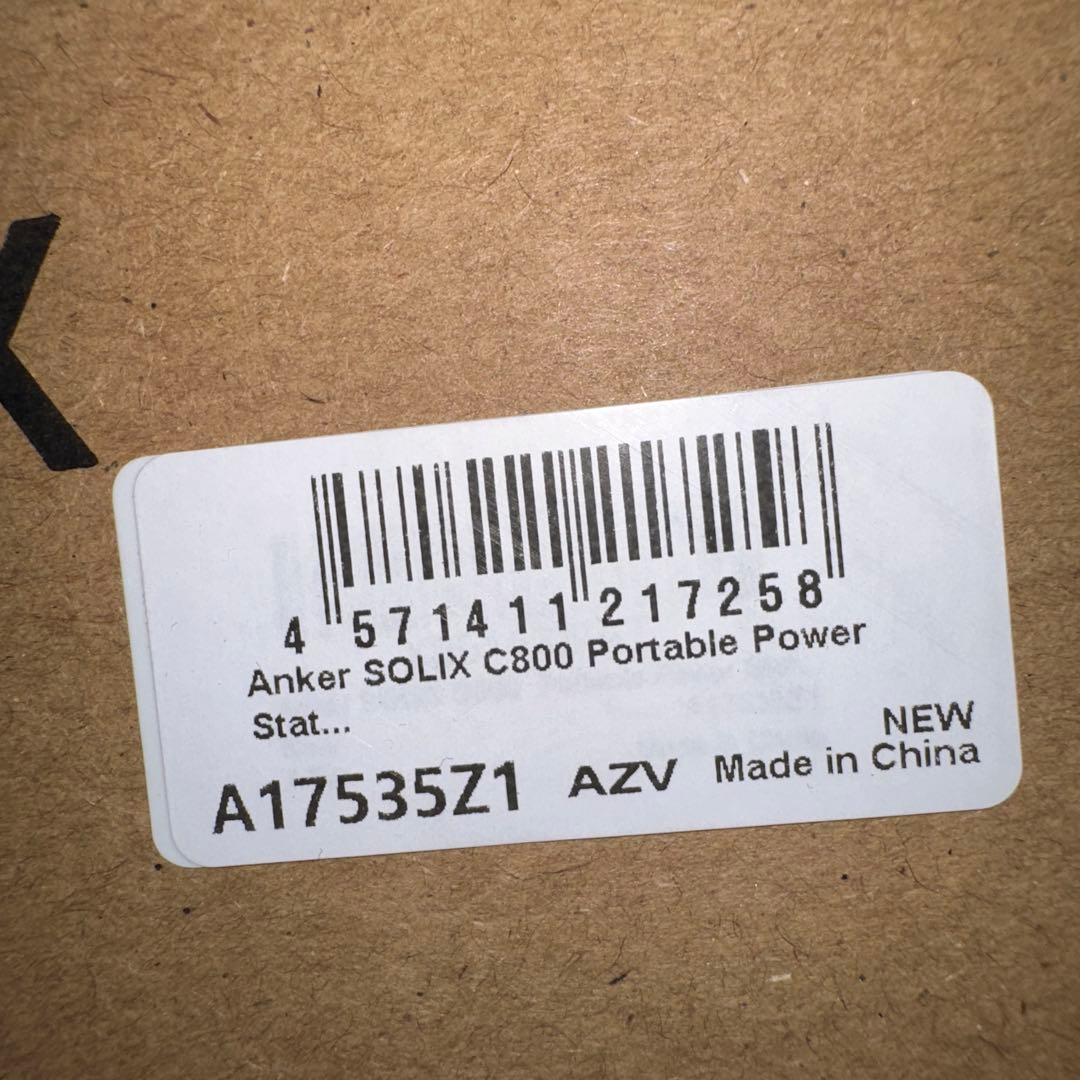 X
4 571411 217258
Anker SOLIX C800 Portable Power
Stat...
NEW
A17535Z1 AZV Made in China